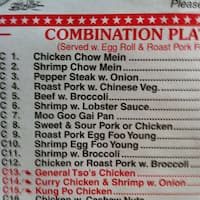 Please
COMBINATION PLA
(Served w. Egg Roll & Roast Pork F
C 1. Chicken Chow Mein
C 2. Shrimp Chow Mein
C 3. Pepper Steak w. Onion
C 4. Roast Pork w. Chinese Veg.
C 5. Beef w. Broccoli
C 6. Shrimp w. Lobster Sauce
C 7. Moo Goo Gai Pan
C 8. Sweet & Sour Pork or Chicken
C 9. Roast Pork Egg Foo Young
C10. Shrimp Egg Foo Young
C11. Shrimp w. Broccoli
C12. Chicken or Roast Pork w. Broccoli
C13. General Tso's Chicken
C14. Curry Chicken & Shrimp w. Onion
C15. Kung Po Chicken
C16. Chicken w. Cashew Nuts